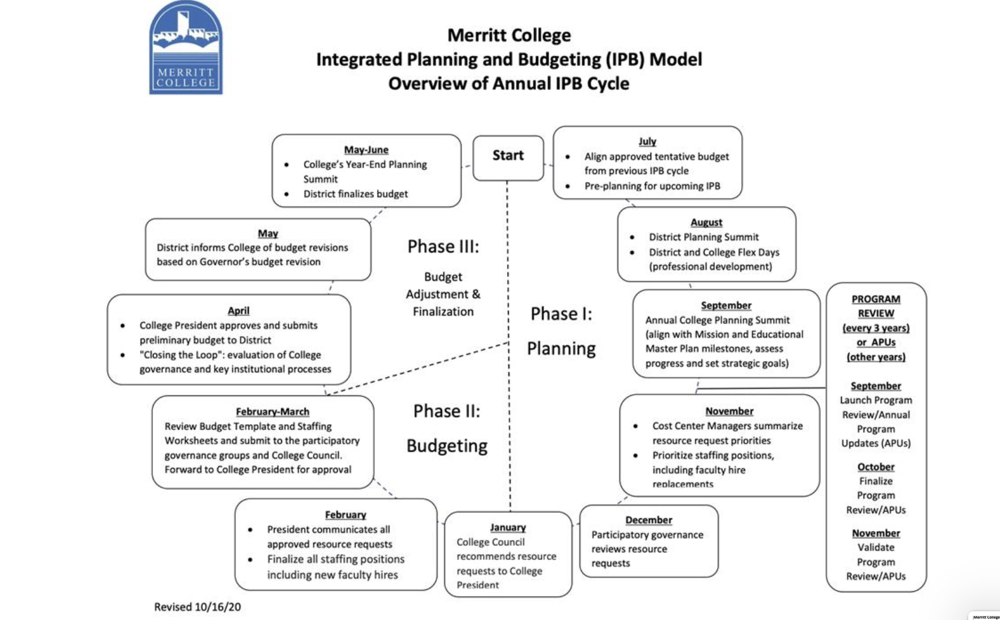 MERRITT
COLLEGE
Merritt College
Integrated Planning and Budgeting (IPB) Model
Overview of Annual IPB Cycle
Start
July
• Align approved tentative budget
from previous IPB cycle
• Pre-planning for upcoming IPB
August
• District Planning Summit
• District and College Flex Days
(professional development)
September
Annual College Planning Summit
(align with Mission and Educational
Master Plan milestones, assess
progress and set strategic goals)
PROGRAM
REVIEW
(every 3 years)
or APUs
(other years)
September
Launch Program
Review/Annual
Program
Updates (APUs)
October
Finalize
Program
Review/APUs
November
Validate
Program
Review/APUs
November
• Cost Center Managers summarize
resource request priorities
• Prioritize staffing positions,
including faculty hire
replacements
December
Participatory governance
reviews resource
requests
January
College Council
recommends resource
requests to College
President
February
• President communicates all
approved resource requests
• Finalize all staffing positions
including new faculty hires
February-March
Review Budget Template and Staffing
Worksheets and submit to the participatory
governance groups and College Council.
Forward to College President for approval
April
• College President approves and submits
preliminary budget to District
• "Closing the Loop": evaluation of College
governance and key institutional processes
May
District informs College of budget revisions
based on Governor's budget revision
May-June
• College's Year-End Planning
Summit
• District finalizes budget
Phase I:
Planning
Phase II:
Budgeting
Phase III:
Budget
Adjustment &
Finalization
Revised 10/16/20
Merritt College